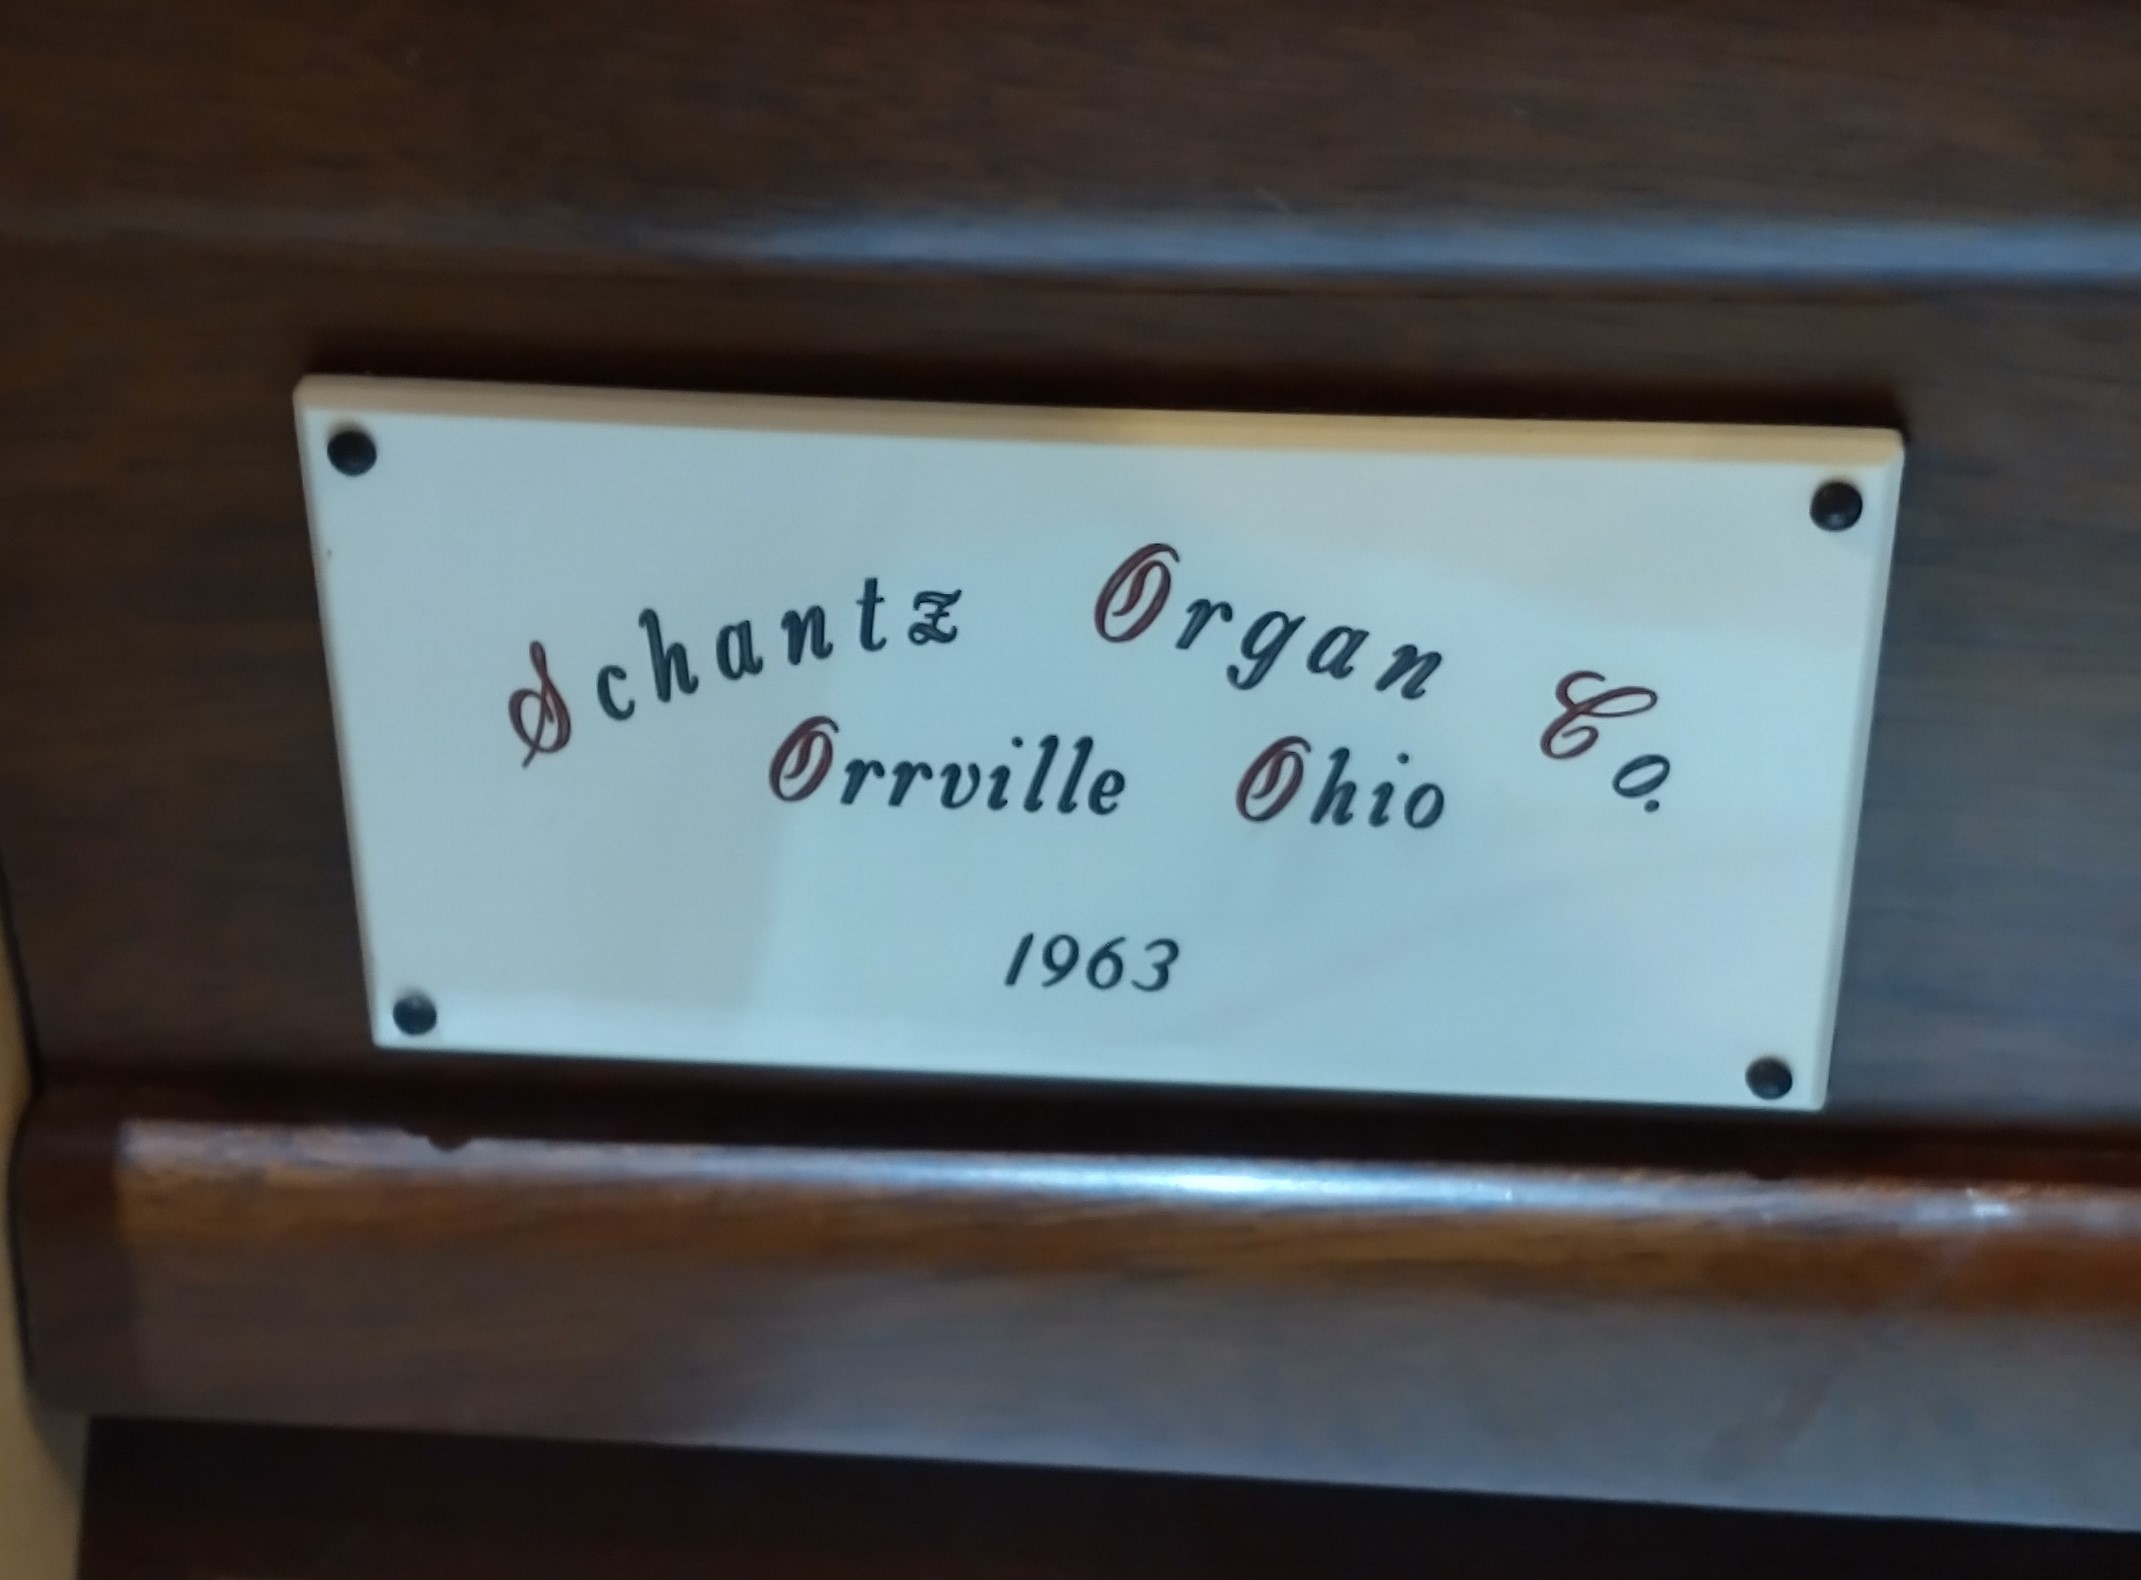 Schantz Organ Co.
Orrville Ohio
1963